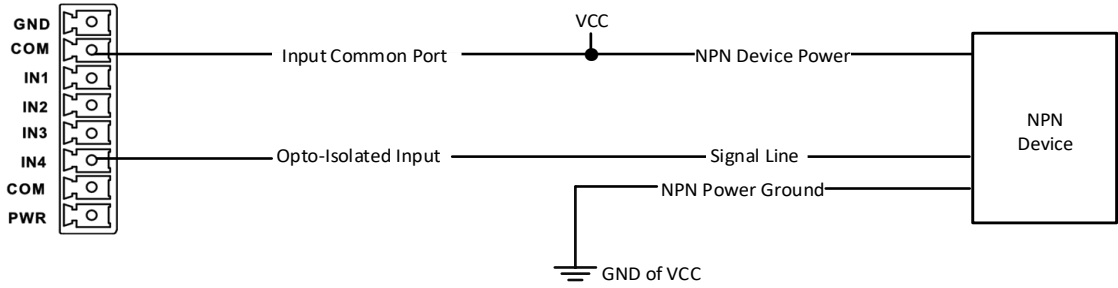 GND
COM
IN1
IN2
IN3
IN4
COM
PWR
Input Common Port
VCC
NPN Device Power
Opto-Isolated Input
Signal Line
NPN Power Ground
GND of VCC
NPN
Device